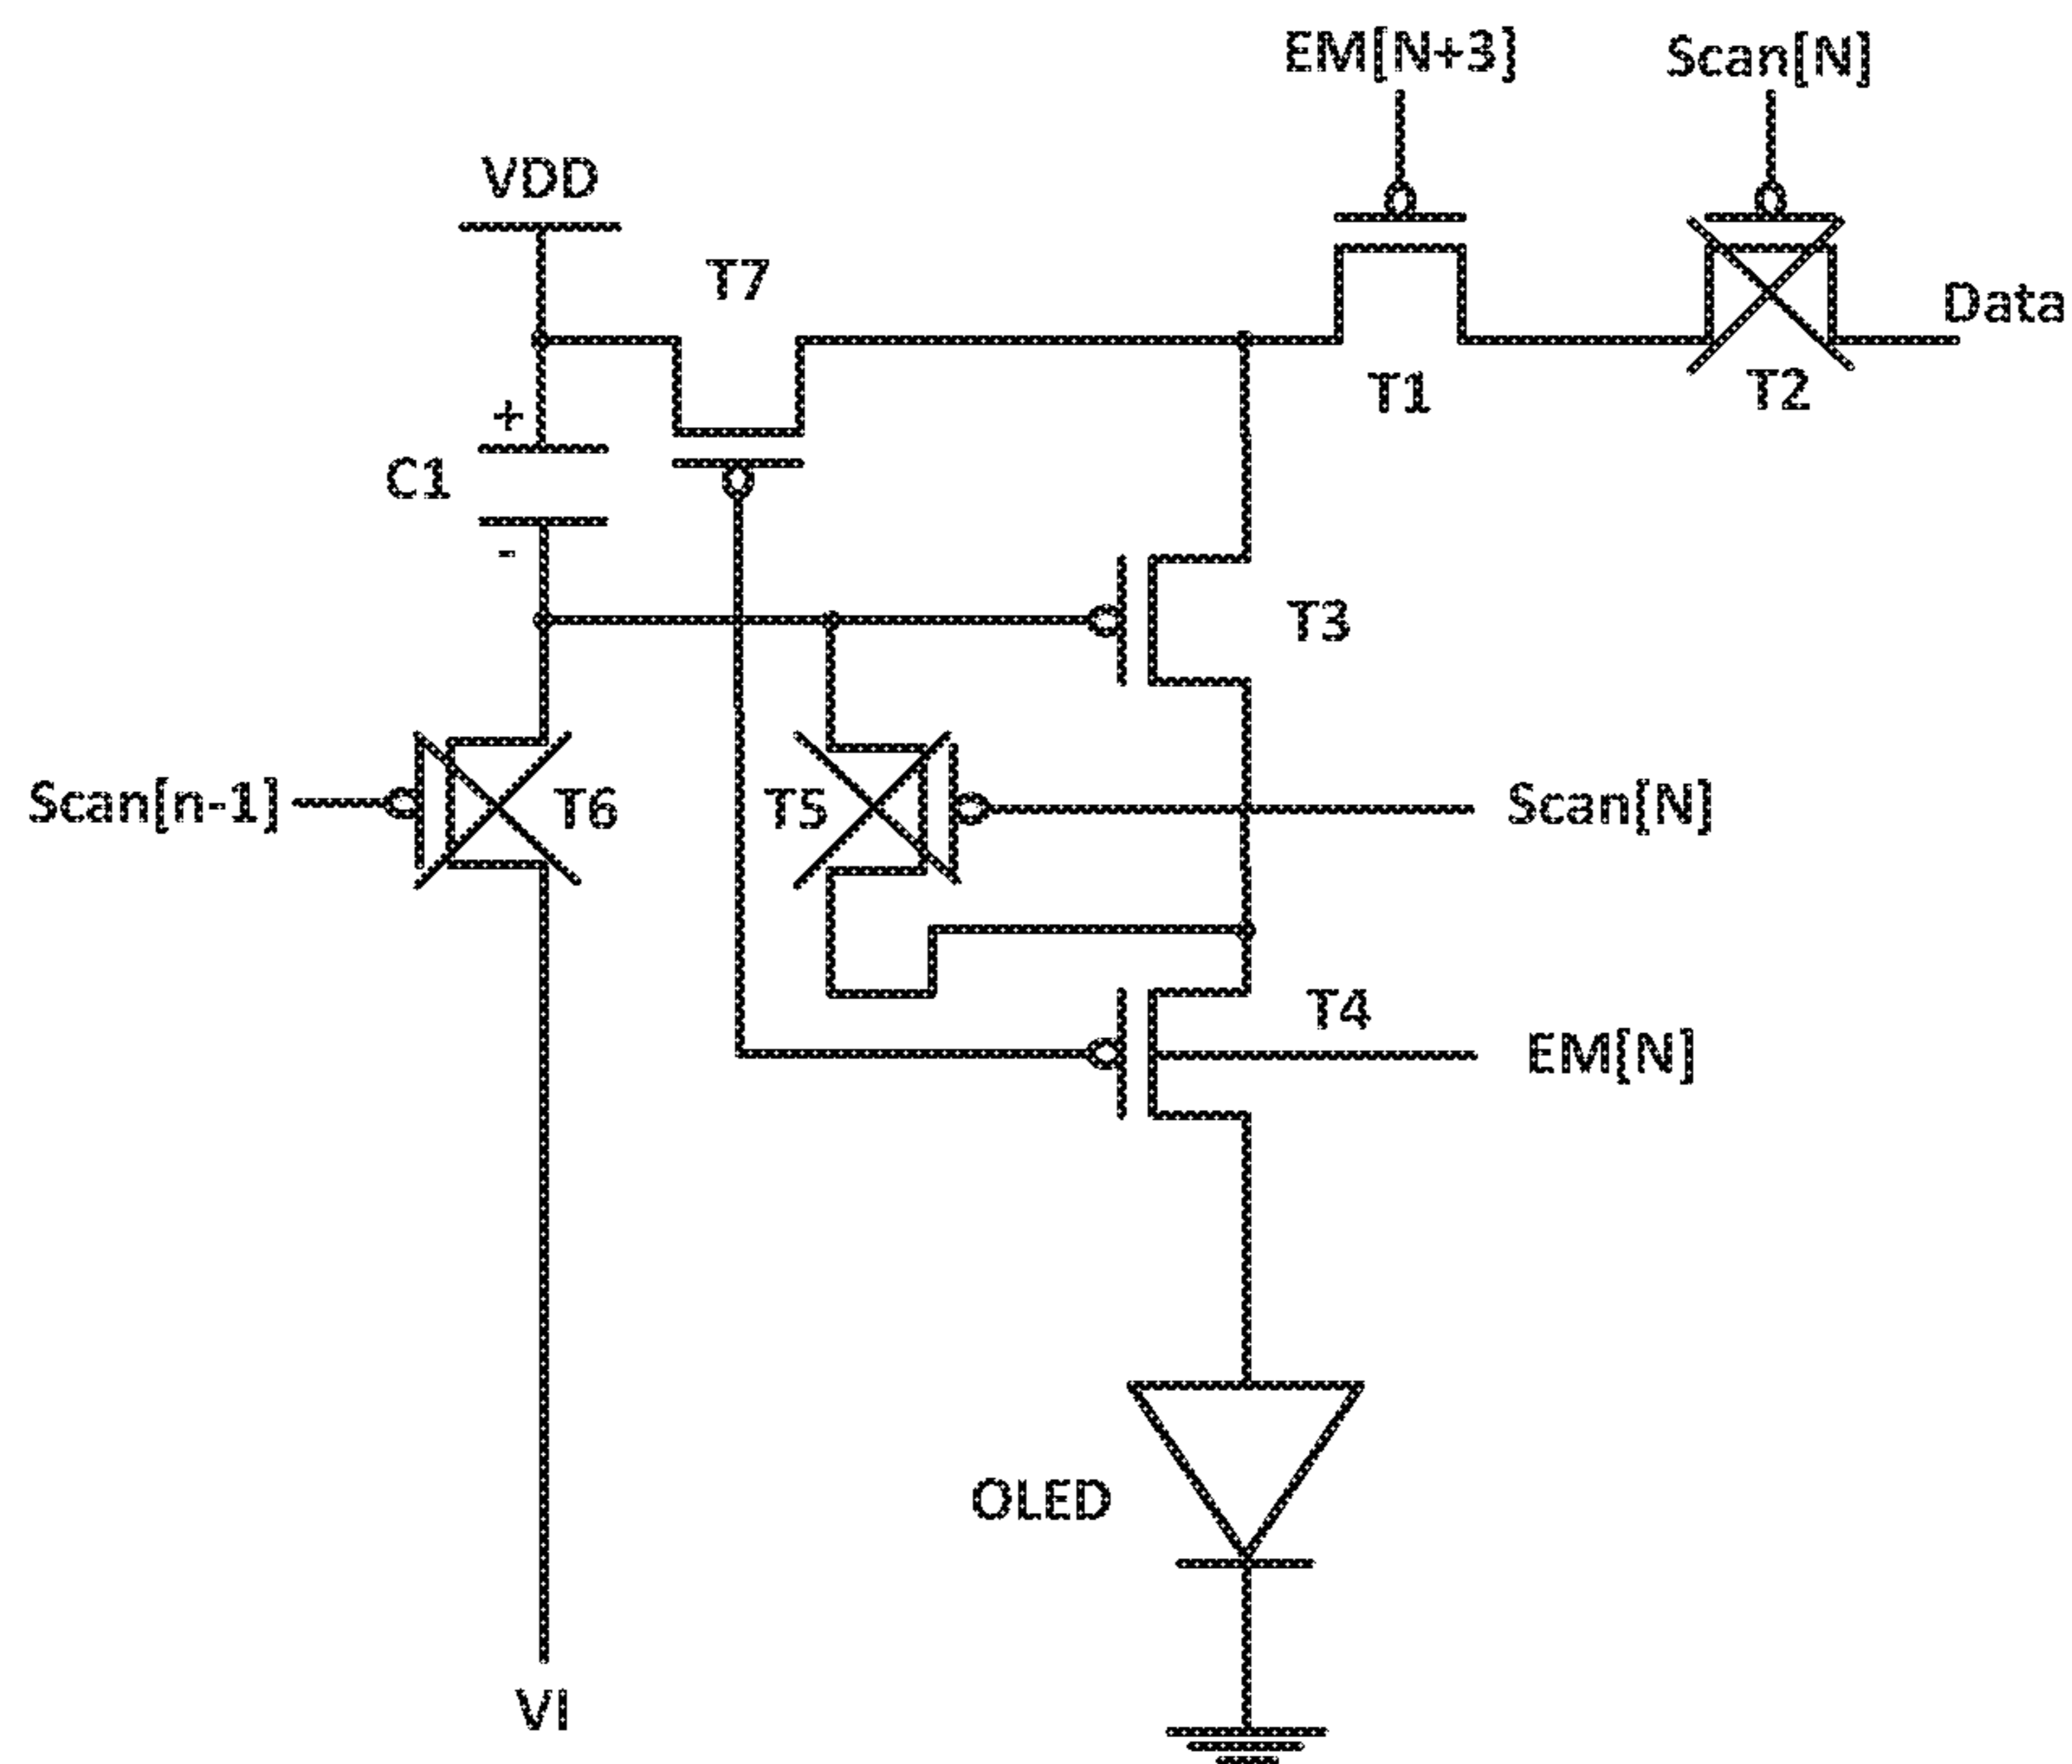 EM[N+3]
Scan[N]
VDD
T7
Data
T1
T2
+
C1
-
T3
Scan[n-1]
T6
T5
Scan[N]
T4
EM[N]
OLED
VI